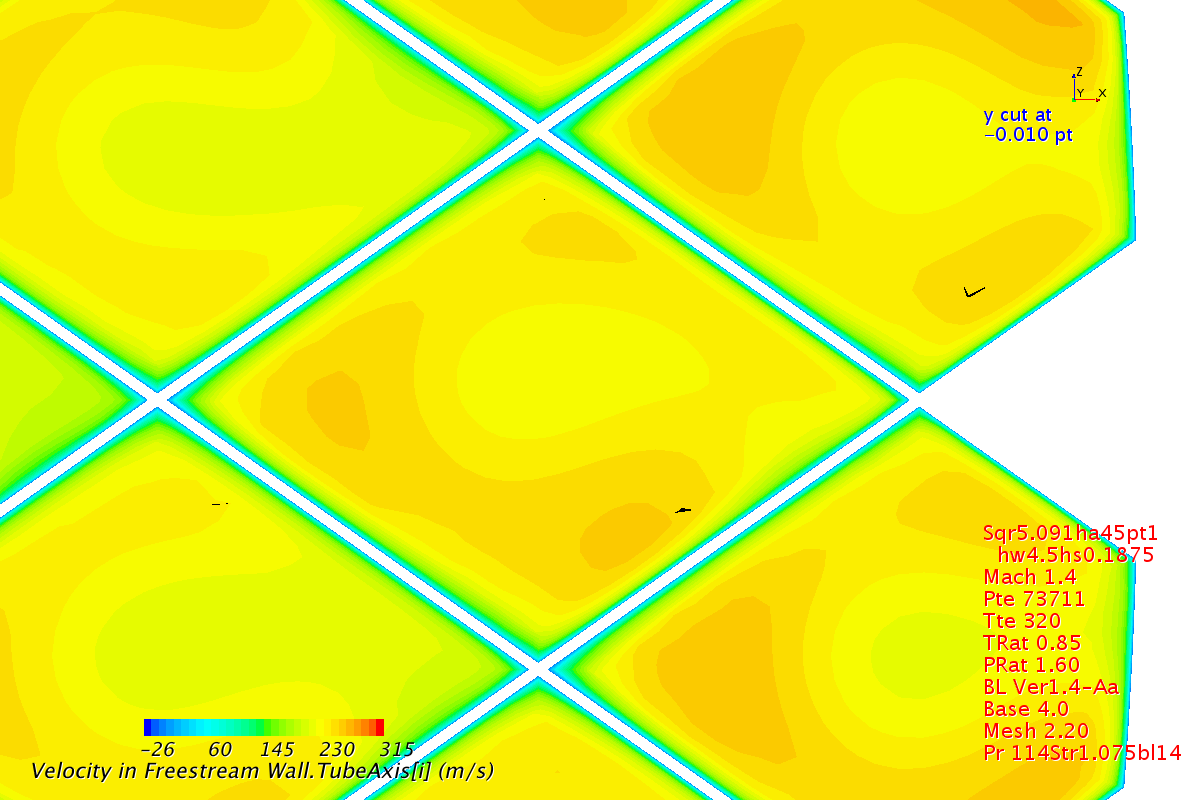 Z
Y X
y cut at
−0.010 pt
Sqr5.091ha45pt1
hw4.5hs0.1875
Mach 1.4
Pte 73711
Tte 320
TRat 0.85
PRat 1.60
BL Ver1.4−Aa
Base 4.0
Mesh 2.20
Pr 114Str1.075bl14
−26 60 145 230 315
Velocity in Freestream Wall.TubeAxis[i] (m/s)